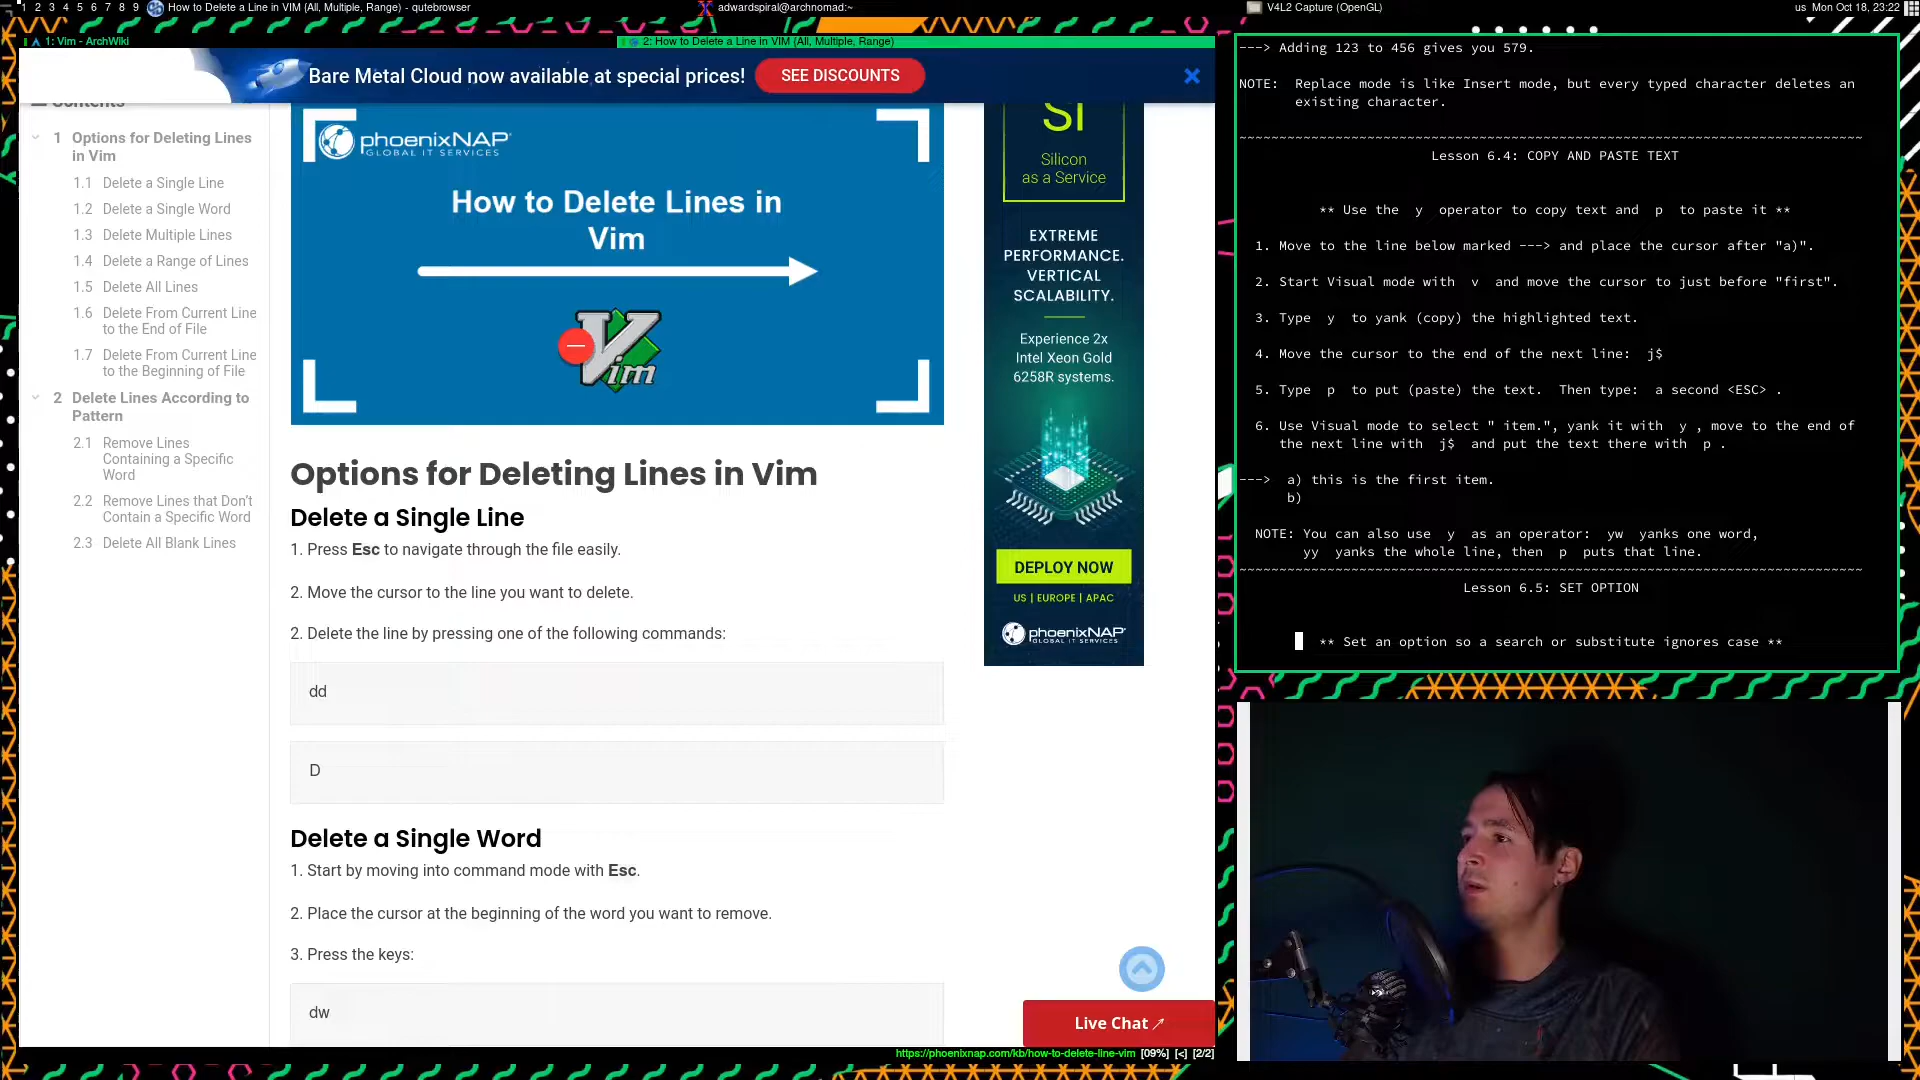 1 2 3 4 5 6 7 8 9 How to Delete a Line in VIM {All, Multiple, Range) - qutebrowser
adwardspiral@archnomad:~
V4L2 Capture (OpenGL)
us Mon Oct 18, 23:22
1: Vim - ArchWiki
2: How to Delete a Line in VIM {All, Multiple, Range)
Bare Metal Cloud now available at special prices!
SEE DISCOUNTS
Contents
1 Options for Deleting Lines
in Vim
1.1 Delete a Single Line
1.2 Delete a Single Word
1.3 Delete Multiple Lines
1.4 Delete a Range of Lines
1.5 Delete All Lines
1.6 Delete From Current Line
to the End of File
1.7 Delete From Current Line
to the Beginning of File
2 Delete Lines According to
Pattern
2.1 Remove Lines
Containing a Specific
Word
2.2 Remove Lines that Don't
Contain a Specific Word
2.3 Delete All Blank Lines
phoenixNAP
GLOBAL IT SERVICES
How to Delete Lines in
Vim
Vim
Options for Deleting Lines in Vim
Delete a Single Line
1. Press Esc to navigate through the file easily.
2. Move the cursor to the line you want to delete.
2. Delete the line by pressing one of the following commands:
dd
D
Delete a Single Word
1. Start by moving into command mode with Esc.
2. Place the cursor at the beginning of the word you want to remove.
3. Press the keys:
dw
Si
Silicon
as a Service
EXTREME
PERFORMANCE.
VERTICAL
SCALABILITY.
Experience 2x
Intel Xeon Gold
6258R systems.
DEPLOY NOW
US | EUROPE | APAC
phoenixNAP
GLOBAL IT SERVICES
Live Chat
https://phoenixnap.com/kb/how-to-delete-line-vim [09%] [<] [2/2]
---> Adding 123 to 456 gives you 579.
NOTE:  Replace mode is like Insert mode, but every typed character deletes an
existing character.
~~~~~~~~~~~~~~~~~~~~~~~~~~~~~~~~~~~~~~~~~~~~~~~~~~~~~~~~~~~~~~~~~~~~~~~~~~~~~~
Lesson 6.4: COPY AND PASTE TEXT
** Use the  y  operator to copy text and  p  to paste it **
1. Move to the line below marked ---> and place the cursor after "a)".
2. Start Visual mode with  v  and move the cursor to just before "first".
3. Type  y  to yank (copy) the highlighted text.
4. Move the cursor to the end of the next line:  j$
5. Type  p  to put (paste) the text.  Then type:  a second <ESC> .
6. Use Visual mode to select " item.", yank it with  y , move to the end of
the next line with  j$  and put the text there with  p .
--->  a) this is the first item.
b)
NOTE: You can also use  y  as an operator:  yw  yanks one word,
yy  yanks the whole line, then  p  puts that line.
~~~~~~~~~~~~~~~~~~~~~~~~~~~~~~~~~~~~~~~~~~~~~~~~~~~~~~~~~~~~~~~~~~~~~~~~~~~~~~
Lesson 6.5: SET OPTION
** Set an option so a search or substitute ignores case **